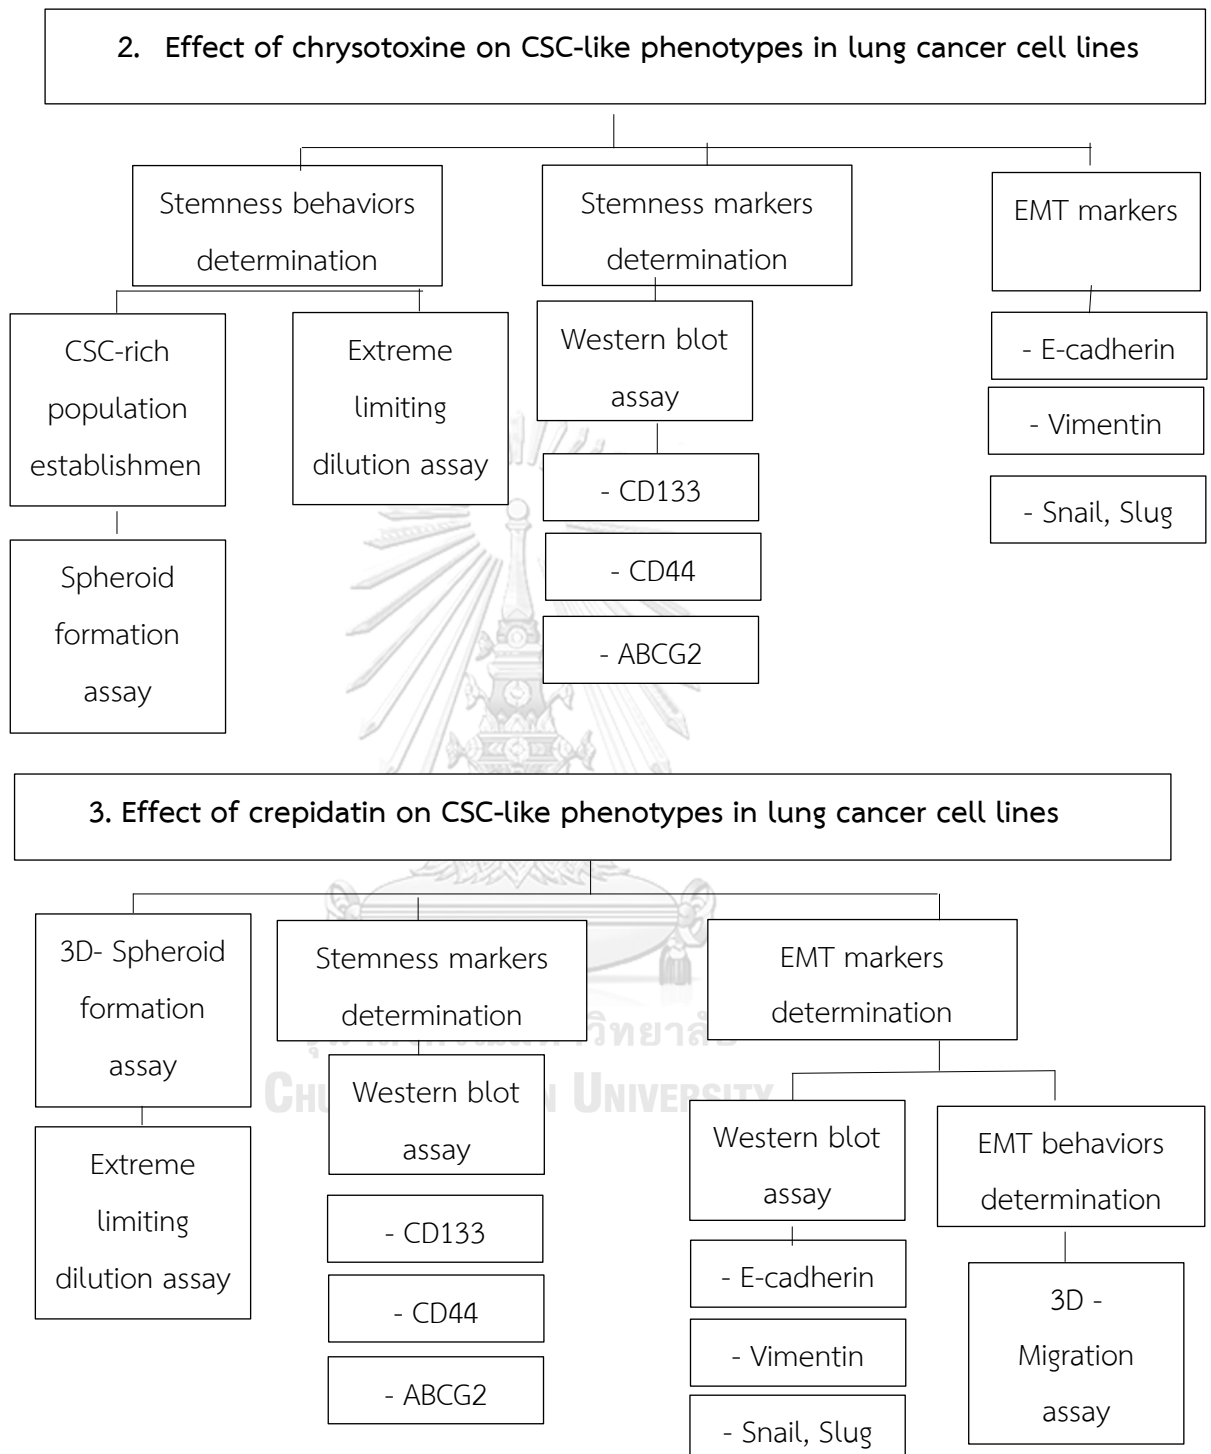 2. Effect of chrysotoxine on CSC-like phenotypes in lung cancer cell lines
Stemness behaviors
determination
Stemness markers
determination
EMT markers
CSC-rich
population
establishmen
Extreme
limiting
dilution assay
Western blot
assay
- E-cadherin
- Vimentin
- Snail, Slug
- CD133
- CD44
- ABCG2
Spheroid
formation
assay
3. Effect of crepidatin on CSC-like phenotypes in lung cancer cell lines
3D- Spheroid
formation
assay
Stemness markers
determination
EMT markers
determination
Extreme
limiting
dilution assay
Western blot
assay
- CD133
- CD44
- ABCG2
Western blot
assay
EMT behaviors
determination
- E-cadherin
- Vimentin
- Snail, Slug
3D -
Migration
assay
UNIVERSITY